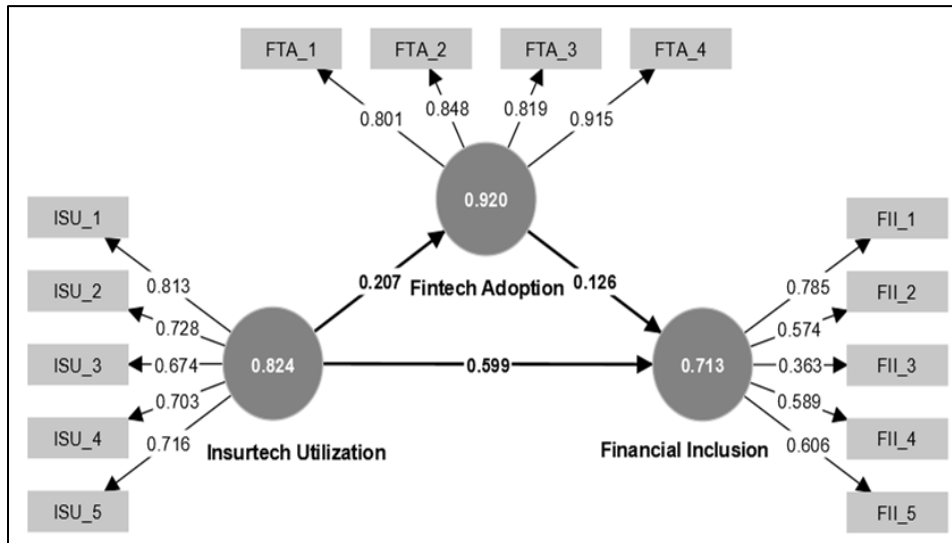 FTA_1 FTA_2 FTA_3 FTA_4
0.801 0.848 0.819 0.915
0.920
Fintech Adoption
ISU_1
ISU_2
ISU_3
ISU_4
ISU_5
0.813
0.728
0.674
0.703
0.716
0.824
Insurtech Utilization
0.207
0.126
0.599
0.713
Financial Inclusion
0.785
0.574
0.363
0.589
0.606
FII_1
FII_2
FII_3
FII_4
FII_5